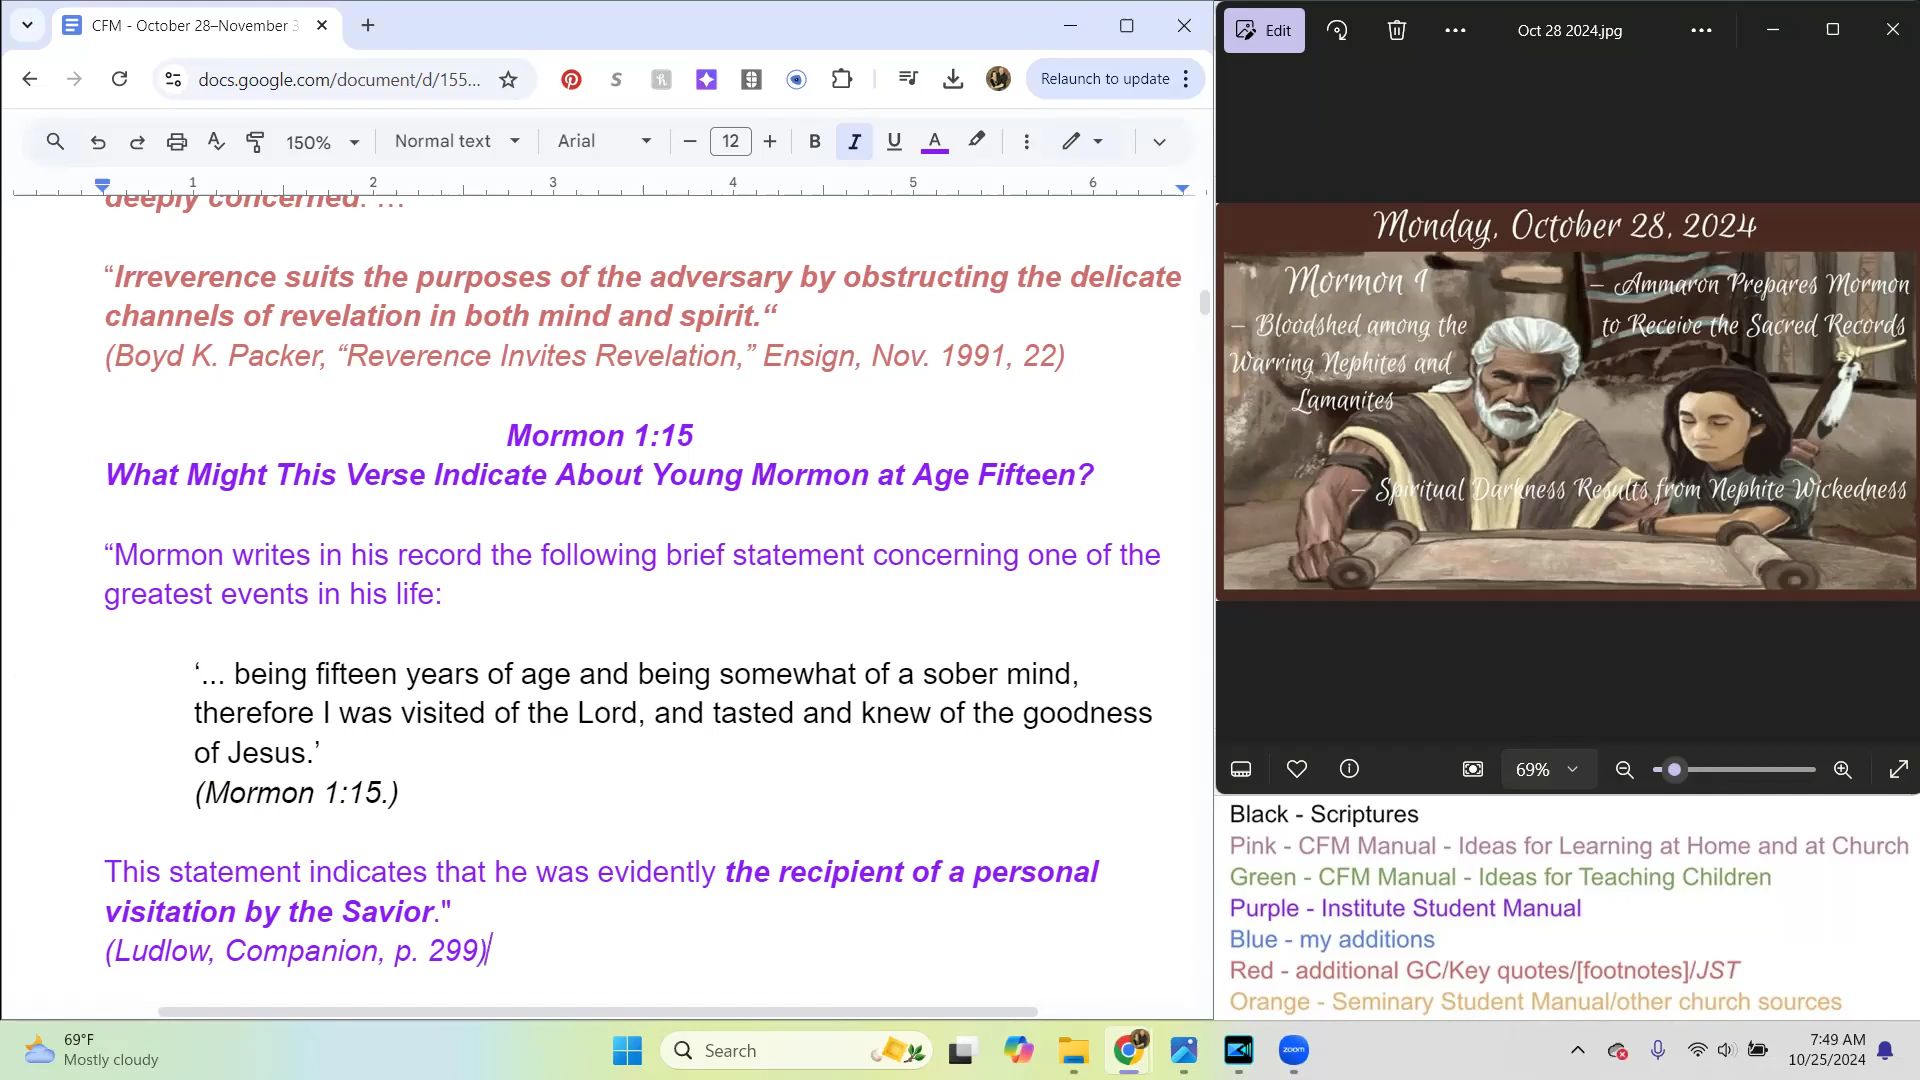 CFM - October 28–November 3
docs.google.com/document/d/155...
Relaunch to update
150%
Normal text
Arial
12
B I U A
1 2 3 4 5 6
deeply concerned. …
“Irreverence suits the purposes of the adversary by obstructing the delicate
channels of revelation in both mind and spirit.“
(Boyd K. Packer, “Reverence Invites Revelation,” Ensign, Nov. 1991, 22)
Mormon 1:15
What Might This Verse Indicate About Young Mormon at Age Fifteen?
“Mormon writes in his record the following brief statement concerning one of the
greatest events in his life:
‘... being fifteen years of age and being somewhat of a sober mind,
therefore I was visited of the Lord, and tasted and knew of the goodness
of Jesus.’
(Mormon 1:15.)
This statement indicates that he was evidently the recipient of a personal
visitation by the Savior."
(Ludlow, Companion, p. 299)
Edit
Oct 28 2024.jpg
Monday, October 28, 2024
Mormon 1
– Bloodshed among the
Warring Nephites and
Lamanites
– Ammaron Prepares Mormon
to Receive the Sacred Records
– Spiritual Darkness Results from Nephite Wickedness
69%
Black - Scriptures
Pink - CFM Manual - Ideas for Learning at Home and at Church
Green - CFM Manual - Ideas for Teaching Children
Purple - Institute Student Manual
Blue - my additions
Red - additional GC/Key quotes/[footnotes]/JST
Orange - Seminary Student Manual/other church sources
69°F
Mostly cloudy
Search
zoom
7:49 AM
10/25/2024